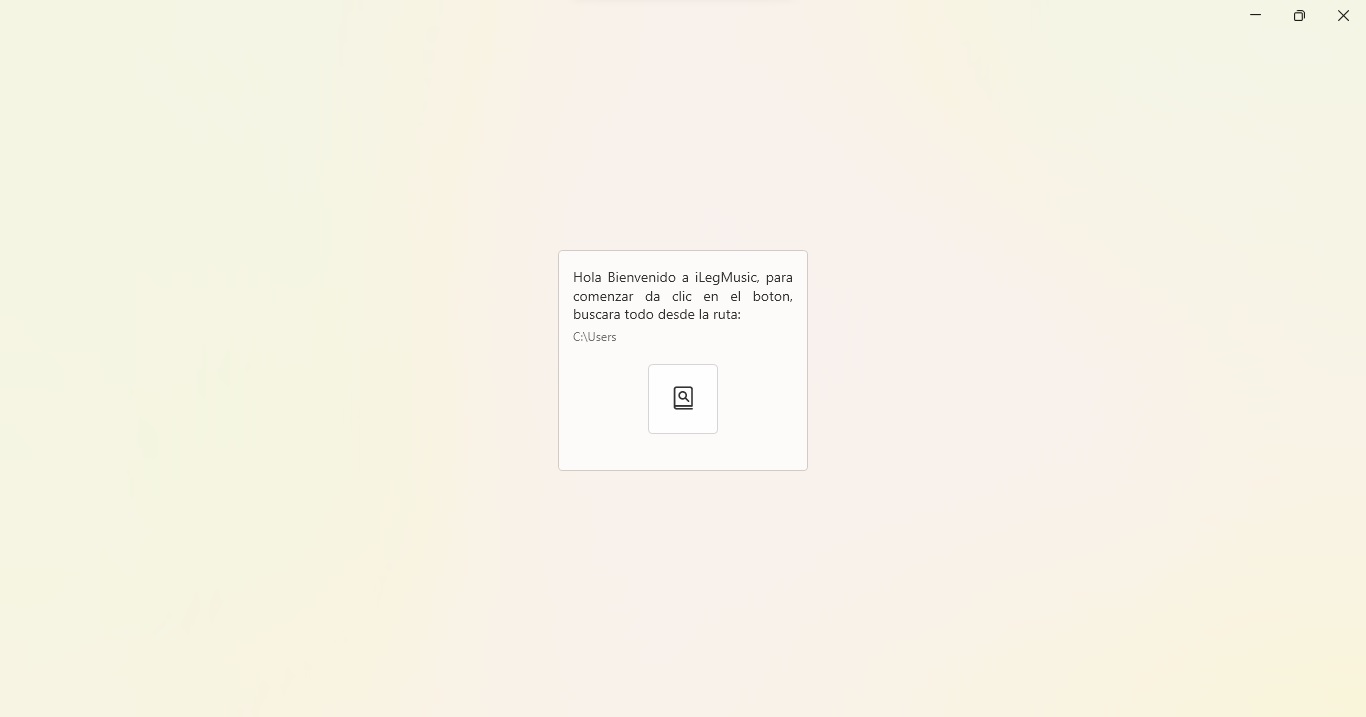 Hola Bienvenido a iLegMusic, para
comenzar da clic en el boton,
buscara todo desde la ruta:
C:\Users